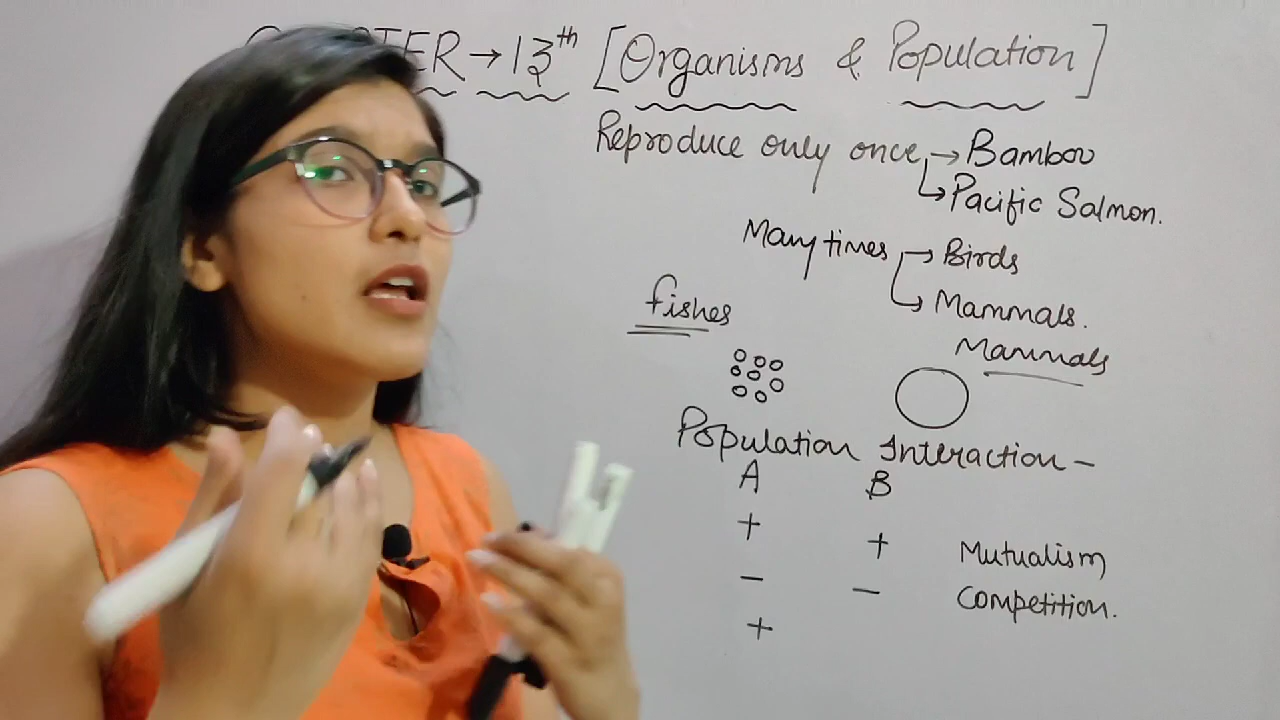 TER → 13th [Organisms & Population]
Reproduce only once → Bamboo
↳ Pacific Salmon.
Many times → Birds
↳ Mammals.
fishes
Mammals
Population Interaction -
A B
+ + Mutualism
- - Competition.
+